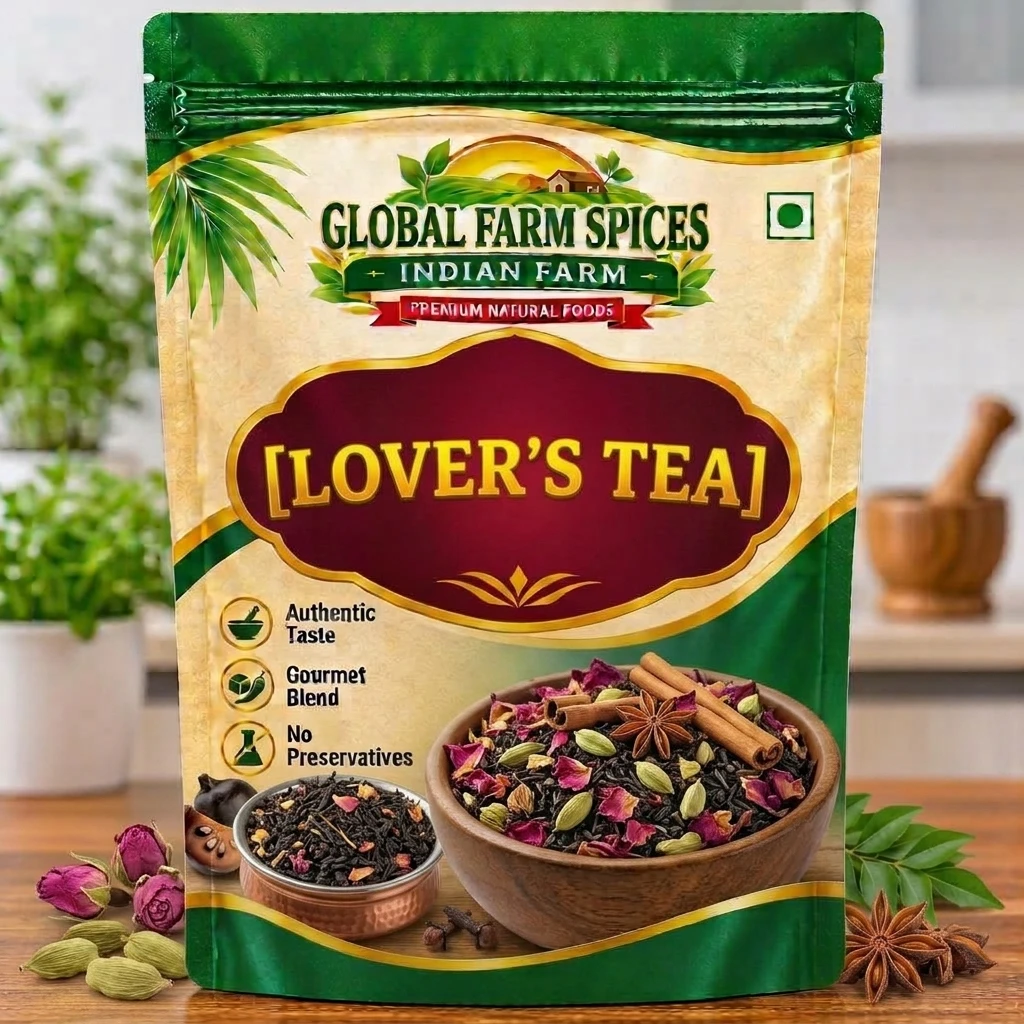 GLOBAL FARM SPICES
INDIAN FARM
PREMIUM NATURAL FOODS
[LOVER'S TEA]
Authentic
Taste
Gourmet
Blend
No
Preservatives